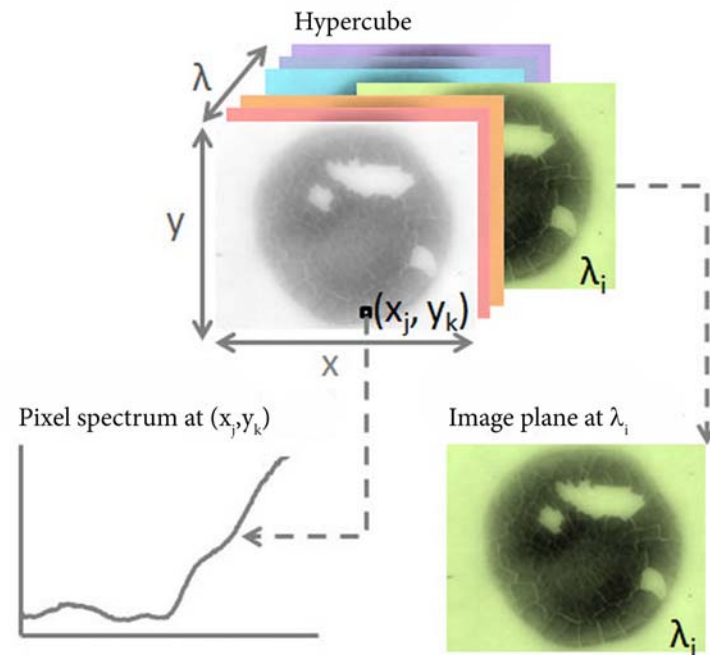 Hypercube
λ
y
λᵢ
(xⱼ, yₖ)
x
Pixel spectrum at (xⱼ,yₖ)
Image plane at λᵢ
λᵢ